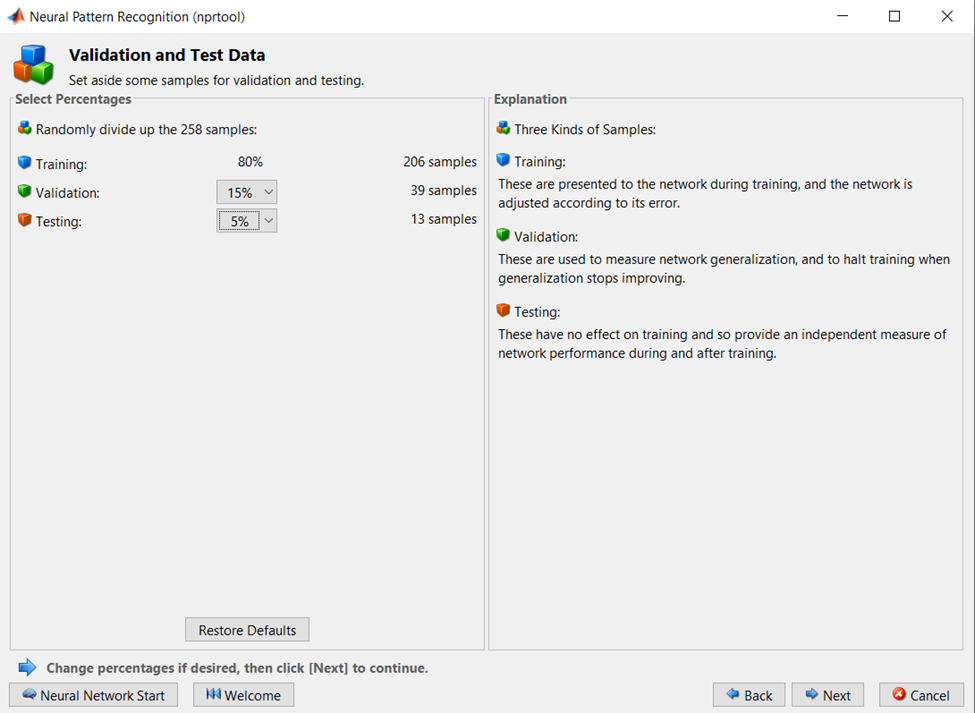 Neural Pattern Recognition (nprtool)
Validation and Test Data
Set aside some samples for validation and testing.
Select Percentages
Randomly divide up the 258 samples:
Training: 80% 206 samples
Validation: 15% 39 samples
Testing: 5% 13 samples
Restore Defaults
Explanation
Three Kinds of Samples:
Training:
These are presented to the network during training, and the network is
adjusted according to its error.
Validation:
These are used to measure network generalization, and to halt training when
generalization stops improving.
Testing:
These have no effect on training and so provide an independent measure of
network performance during and after training.
Change percentages if desired, then click [Next] to continue.
Neural Network Start Welcome Back Next Cancel